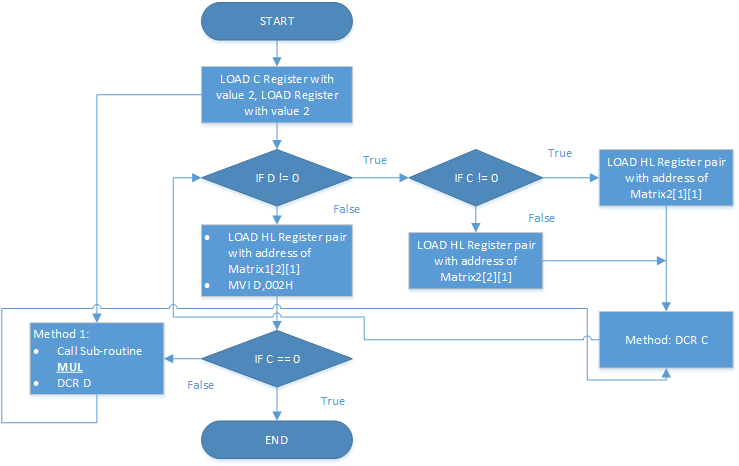 START
LOAD C Register with
value 2, LOAD Register
with value 2
IF D != 0
True
IF C != 0
True
LOAD HL Register pair
with address of
Matrix2[1][1]
False
False
● LOAD HL Register pair
with address of
Matrix1[2][1]
● MVI D,002H
LOAD HL Register pair
with address of
Matrix2[2][1]
Method 1:
● Call Sub-routine
MUL
● DCR D
IF C == 0
Method: DCR C
False
True
END